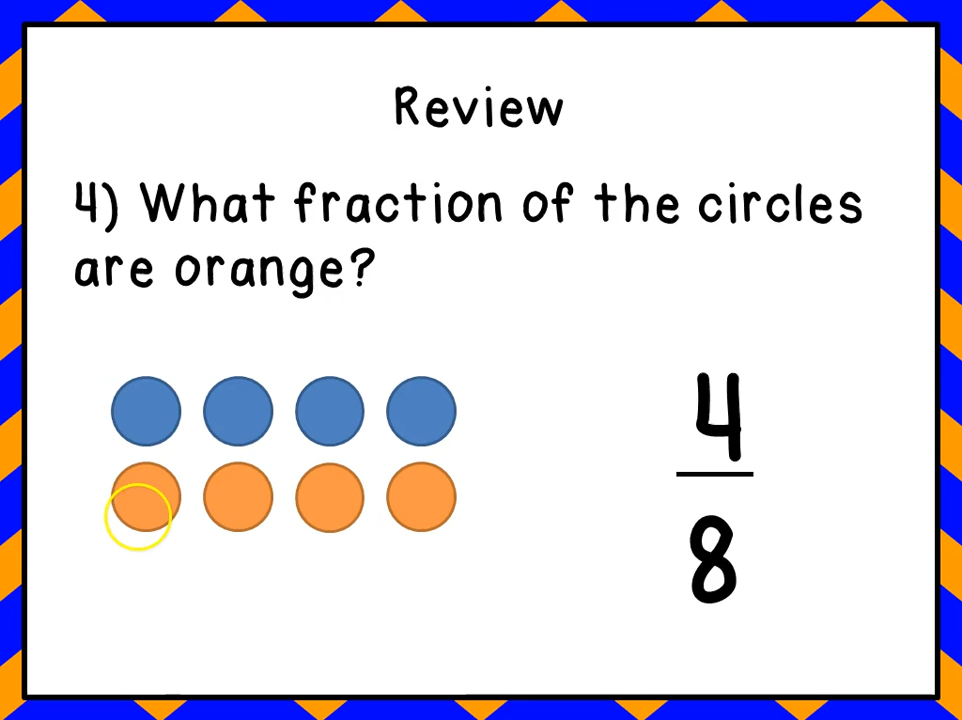 Review
4) What fraction of the circles
are orange?
4
8